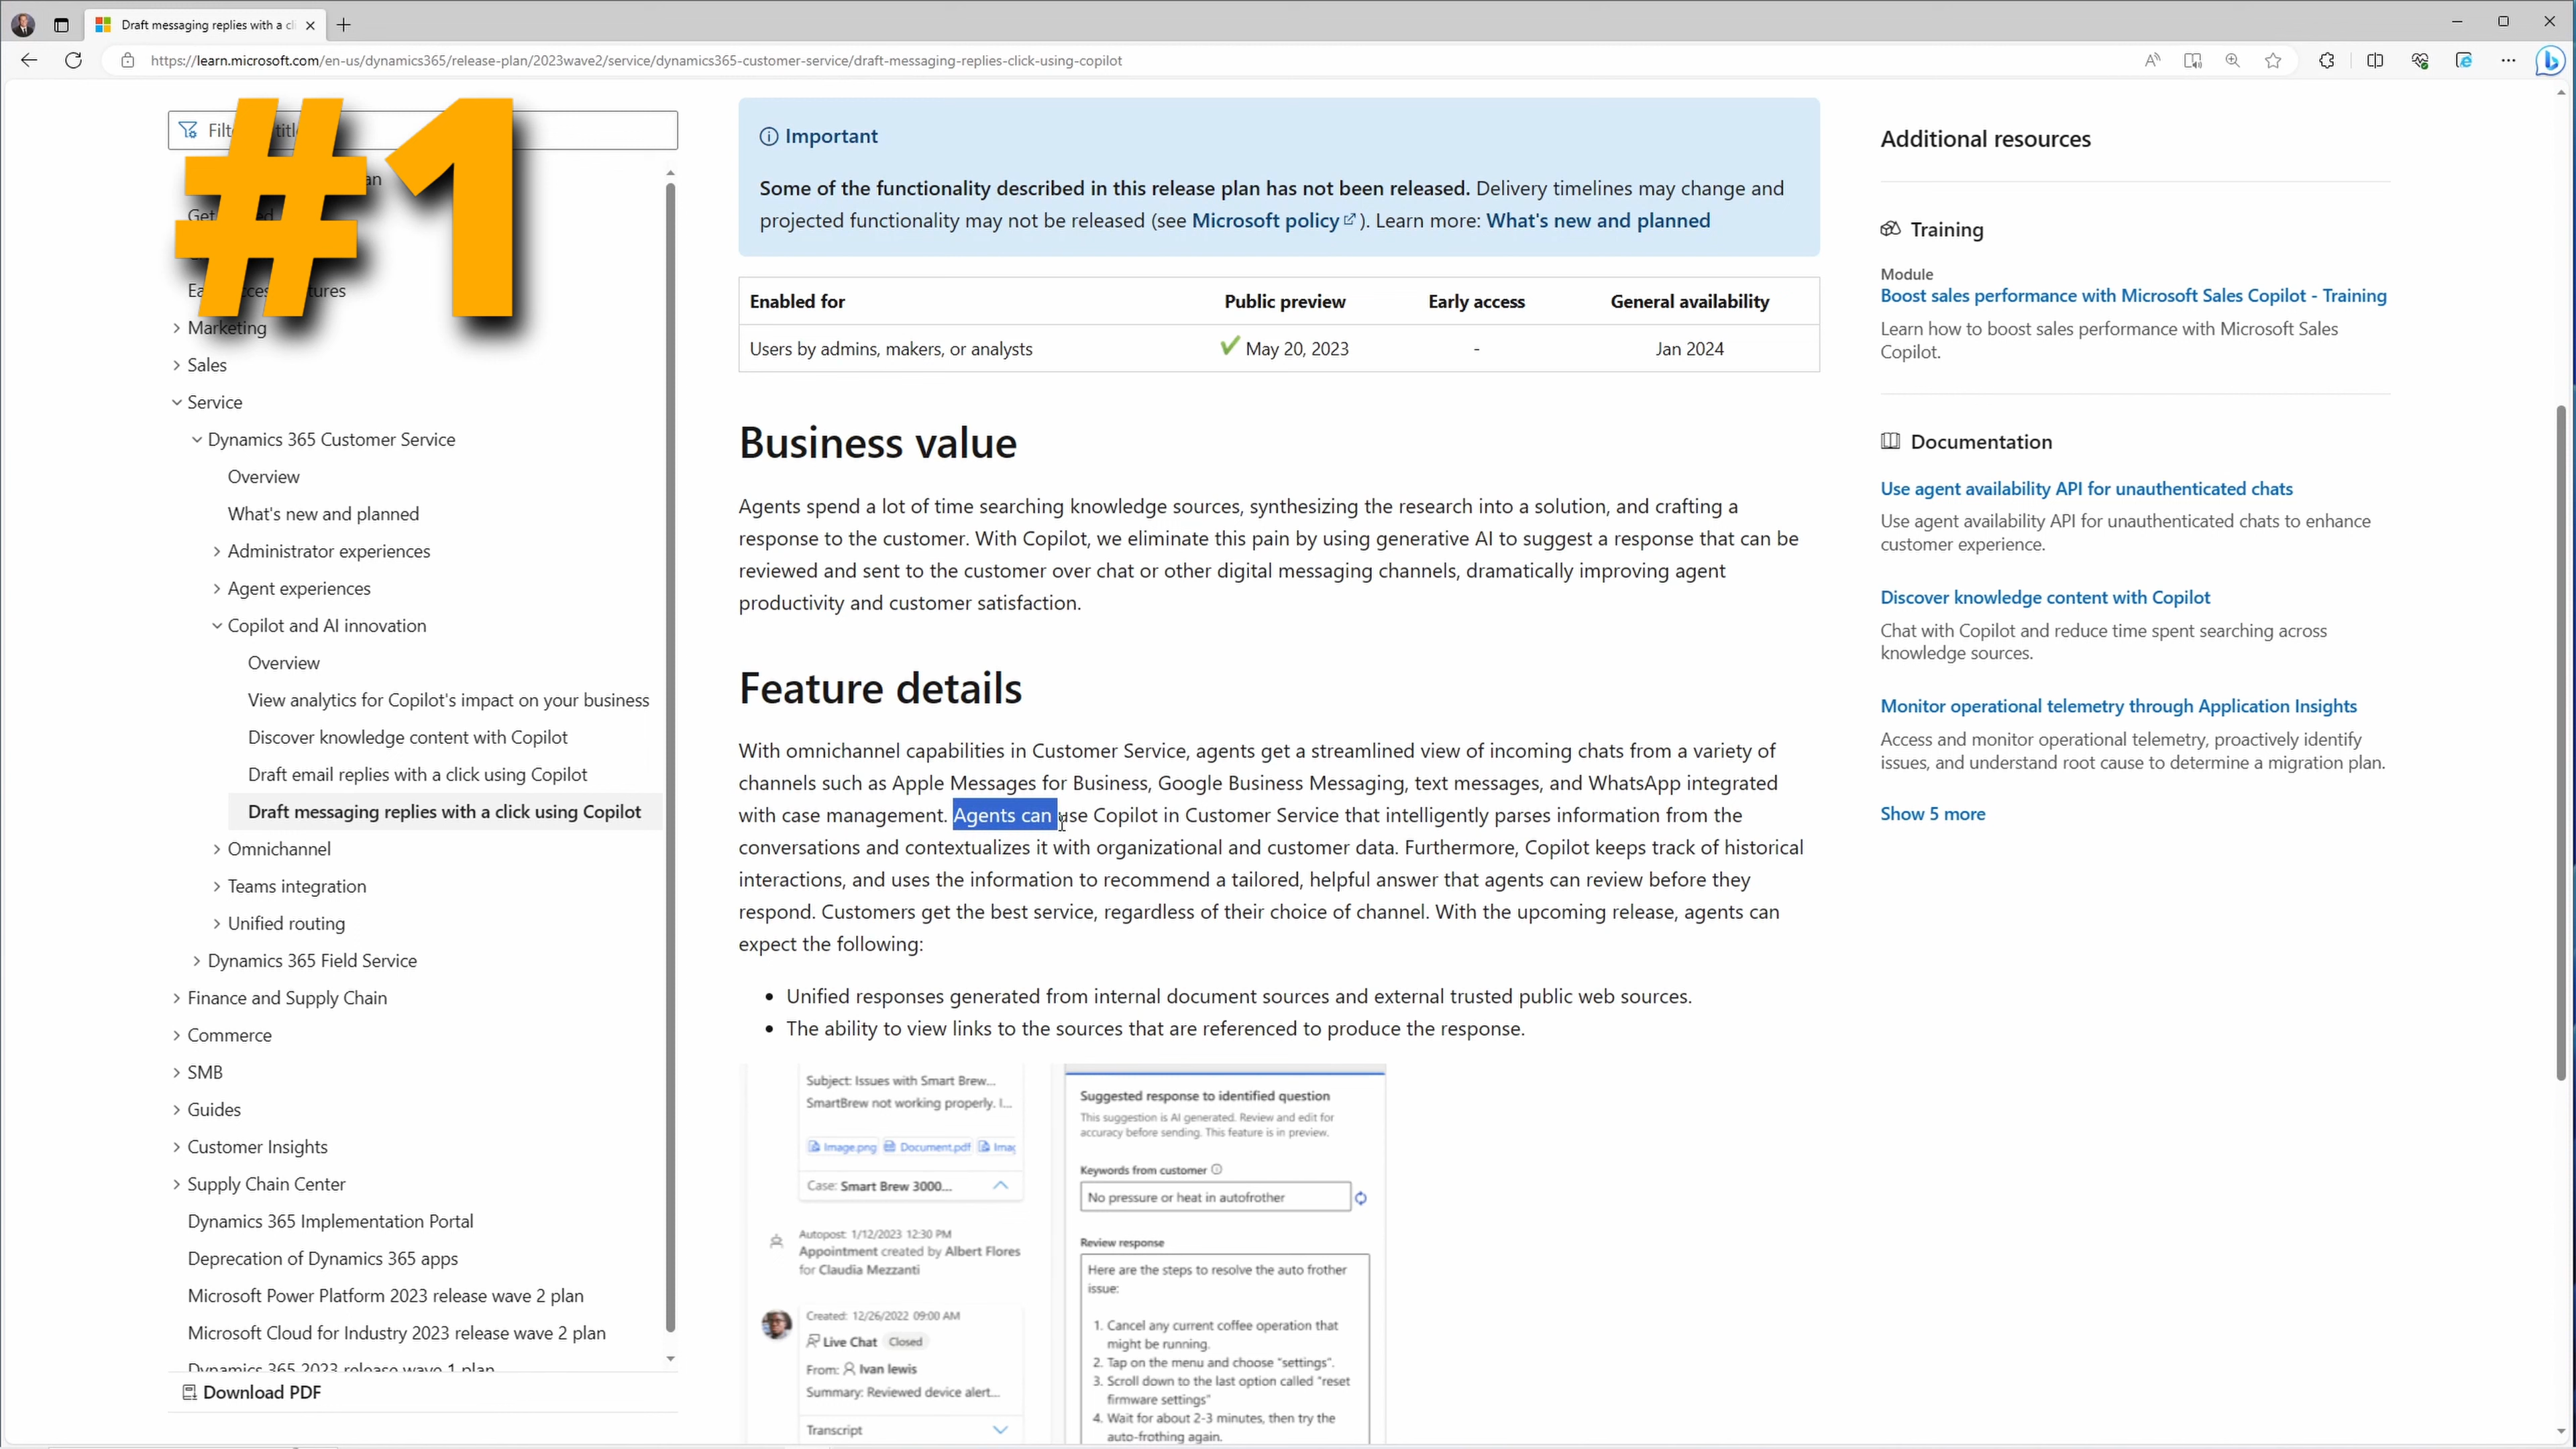 Draft messaging replies with a cl
https://learn.microsoft.com/en-us/dynamics365/release-plan/2023wave2/service/dynamics365-customer-service/draft-messaging-replies-click-using-copilot
#1
Marketing
Sales
Service
Dynamics 365 Customer Service
Overview
What's new and planned
Administrator experiences
Agent experiences
Copilot and AI innovation
Overview
View analytics for Copilot's impact on your business
Discover knowledge content with Copilot
Draft email replies with a click using Copilot
Draft messaging replies with a click using Copilot
Omnichannel
Teams integration
Unified routing
Dynamics 365 Field Service
Finance and Supply Chain
Commerce
SMB
Guides
Customer Insights
Supply Chain Center
Dynamics 365 Implementation Portal
Deprecation of Dynamics 365 apps
Microsoft Power Platform 2023 release wave 2 plan
Microsoft Cloud for Industry 2023 release wave 2 plan
Dynamics 365 2023 release wave 1 plan
Download PDF
Important
Some of the functionality described in this release plan has not been released. Delivery timelines may change and
projected functionality may not be released (see Microsoft policy). Learn more: What's new and planned
Enabled for Public preview Early access General availability
Users by admins, makers, or analysts May 20, 2023 - Jan 2024
Business value
Agents spend a lot of time searching knowledge sources, synthesizing the research into a solution, and crafting a
response to the customer. With Copilot, we eliminate this pain by using generative AI to suggest a response that can be
reviewed and sent to the customer over chat or other digital messaging channels, dramatically improving agent
productivity and customer satisfaction.
Feature details
With omnichannel capabilities in Customer Service, agents get a streamlined view of incoming chats from a variety of
channels such as Apple Messages for Business, Google Business Messaging, text messages, and WhatsApp integrated
with case management. Agents can use Copilot in Customer Service that intelligently parses information from the
conversations and contextualizes it with organizational and customer data. Furthermore, Copilot keeps track of historical
interactions, and uses the information to recommend a tailored, helpful answer that agents can review before they
respond. Customers get the best service, regardless of their choice of channel. With the upcoming release, agents can
expect the following:
Unified responses generated from internal document sources and external trusted public web sources.
The ability to view links to the sources that are referenced to produce the response.
Subject: Issues with Smart Brew...
SmartBrew not working properly. I...
Image.png Document.pdf Imag
Case: Smart Brew 3000...
Autopost: 1/12/2023 12:30 PM
Appointment created by Albert Flores
for Claudia Mezzanti
Created: 12/26/2022 09:00 AM
Live Chat Closed
From: Ivan lewis
Summary: Reviewed device alert...
Transcript
Suggested response to identified question
This suggestion is AI generated. Review and edit for
accuracy before sending. This feature is in preview.
Keywords from customer
No pressure or heat in autofrother
Review response
Here are the steps to resolve the auto frother
issue:
1. Cancel any current coffee operation that
might be running.
2. Tap on the menu and choose "settings".
3. Scroll down to the last option called "reset
firmware settings"
4. Wait for about 2-3 minutes, then try the
auto-frothing again.
Additional resources
Training
Module
Boost sales performance with Microsoft Sales Copilot - Training
Learn how to boost sales performance with Microsoft Sales
Copilot.
Documentation
Use agent availability API for unauthenticated chats
Use agent availability API for unauthenticated chats to enhance
customer experience.
Discover knowledge content with Copilot
Chat with Copilot and reduce time spent searching across
knowledge sources.
Monitor operational telemetry through Application Insights
Access and monitor operational telemetry, proactively identify
issues, and understand root cause to determine a migration plan.
Show 5 more